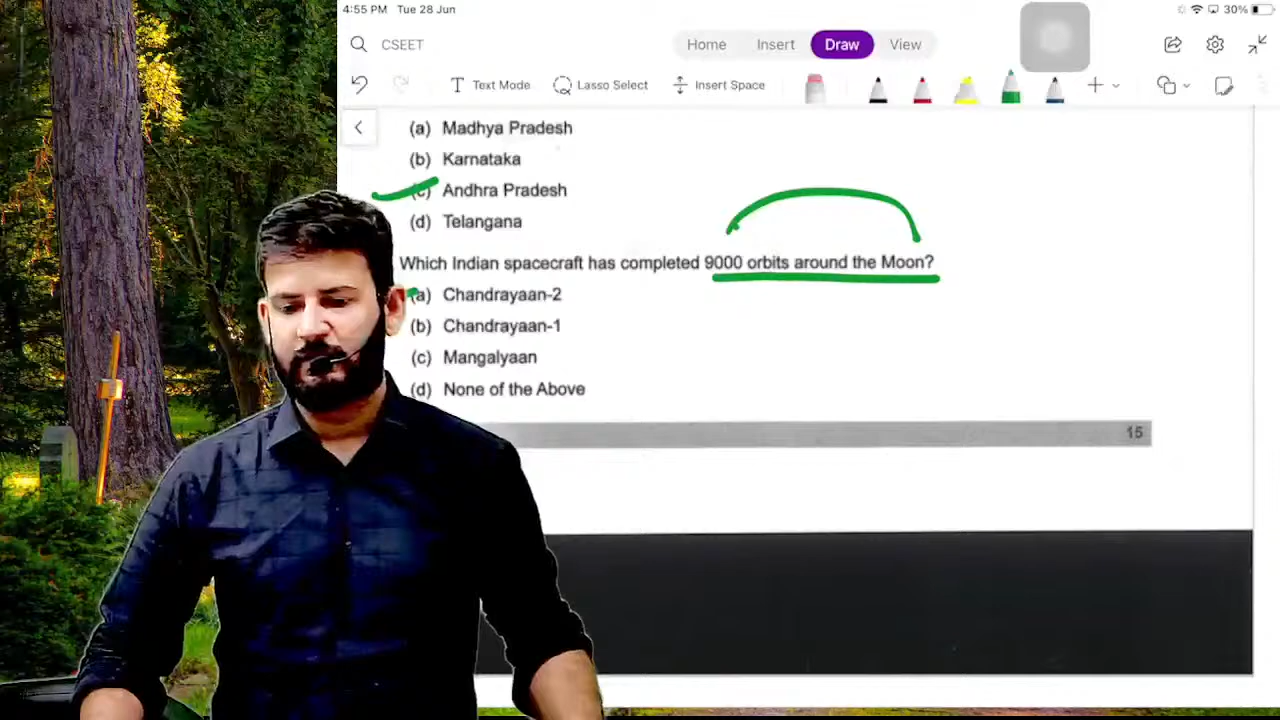 4:55 PM Tue 28 Jun
30%
CSEET
Home Insert Draw View
Text Mode Lasso Select Insert Space
(a) Madhya Pradesh
(b) Karnataka
(c) Andhra Pradesh
(d) Telangana
Which Indian spacecraft has completed 9000 orbits around the Moon?
(a) Chandrayaan-2
(b) Chandrayaan-1
(c) Mangalyaan
(d) None of the Above
15